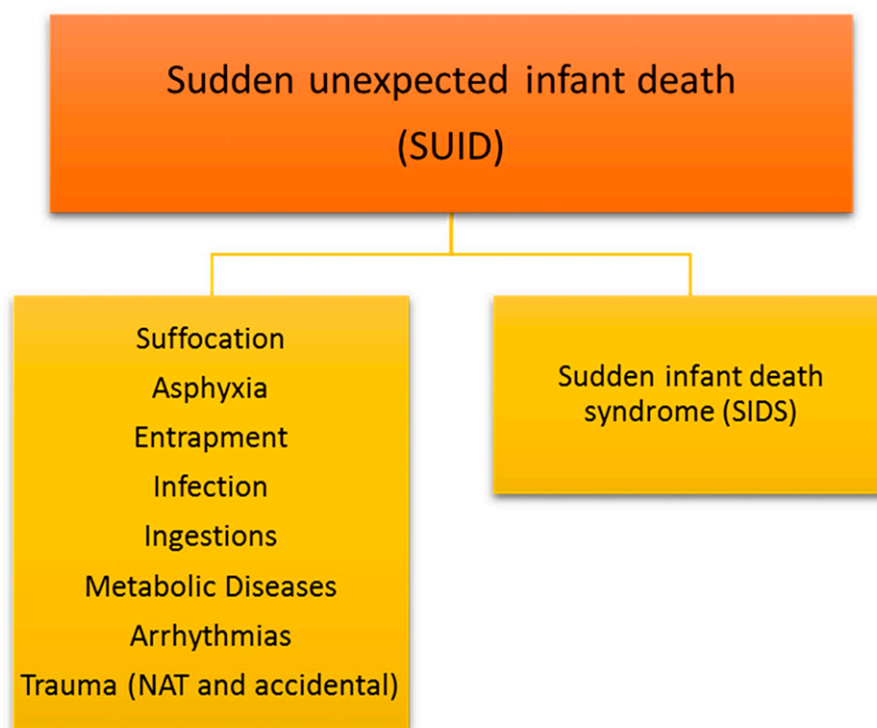 Sudden unexpected infant death
(SUID)
Suffocation
Asphyxia
Entrapment
Infection
Ingestions
Metabolic Diseases
Arrhythmias
Trauma (NAT and accidental)
Sudden infant death
syndrome (SIDS)